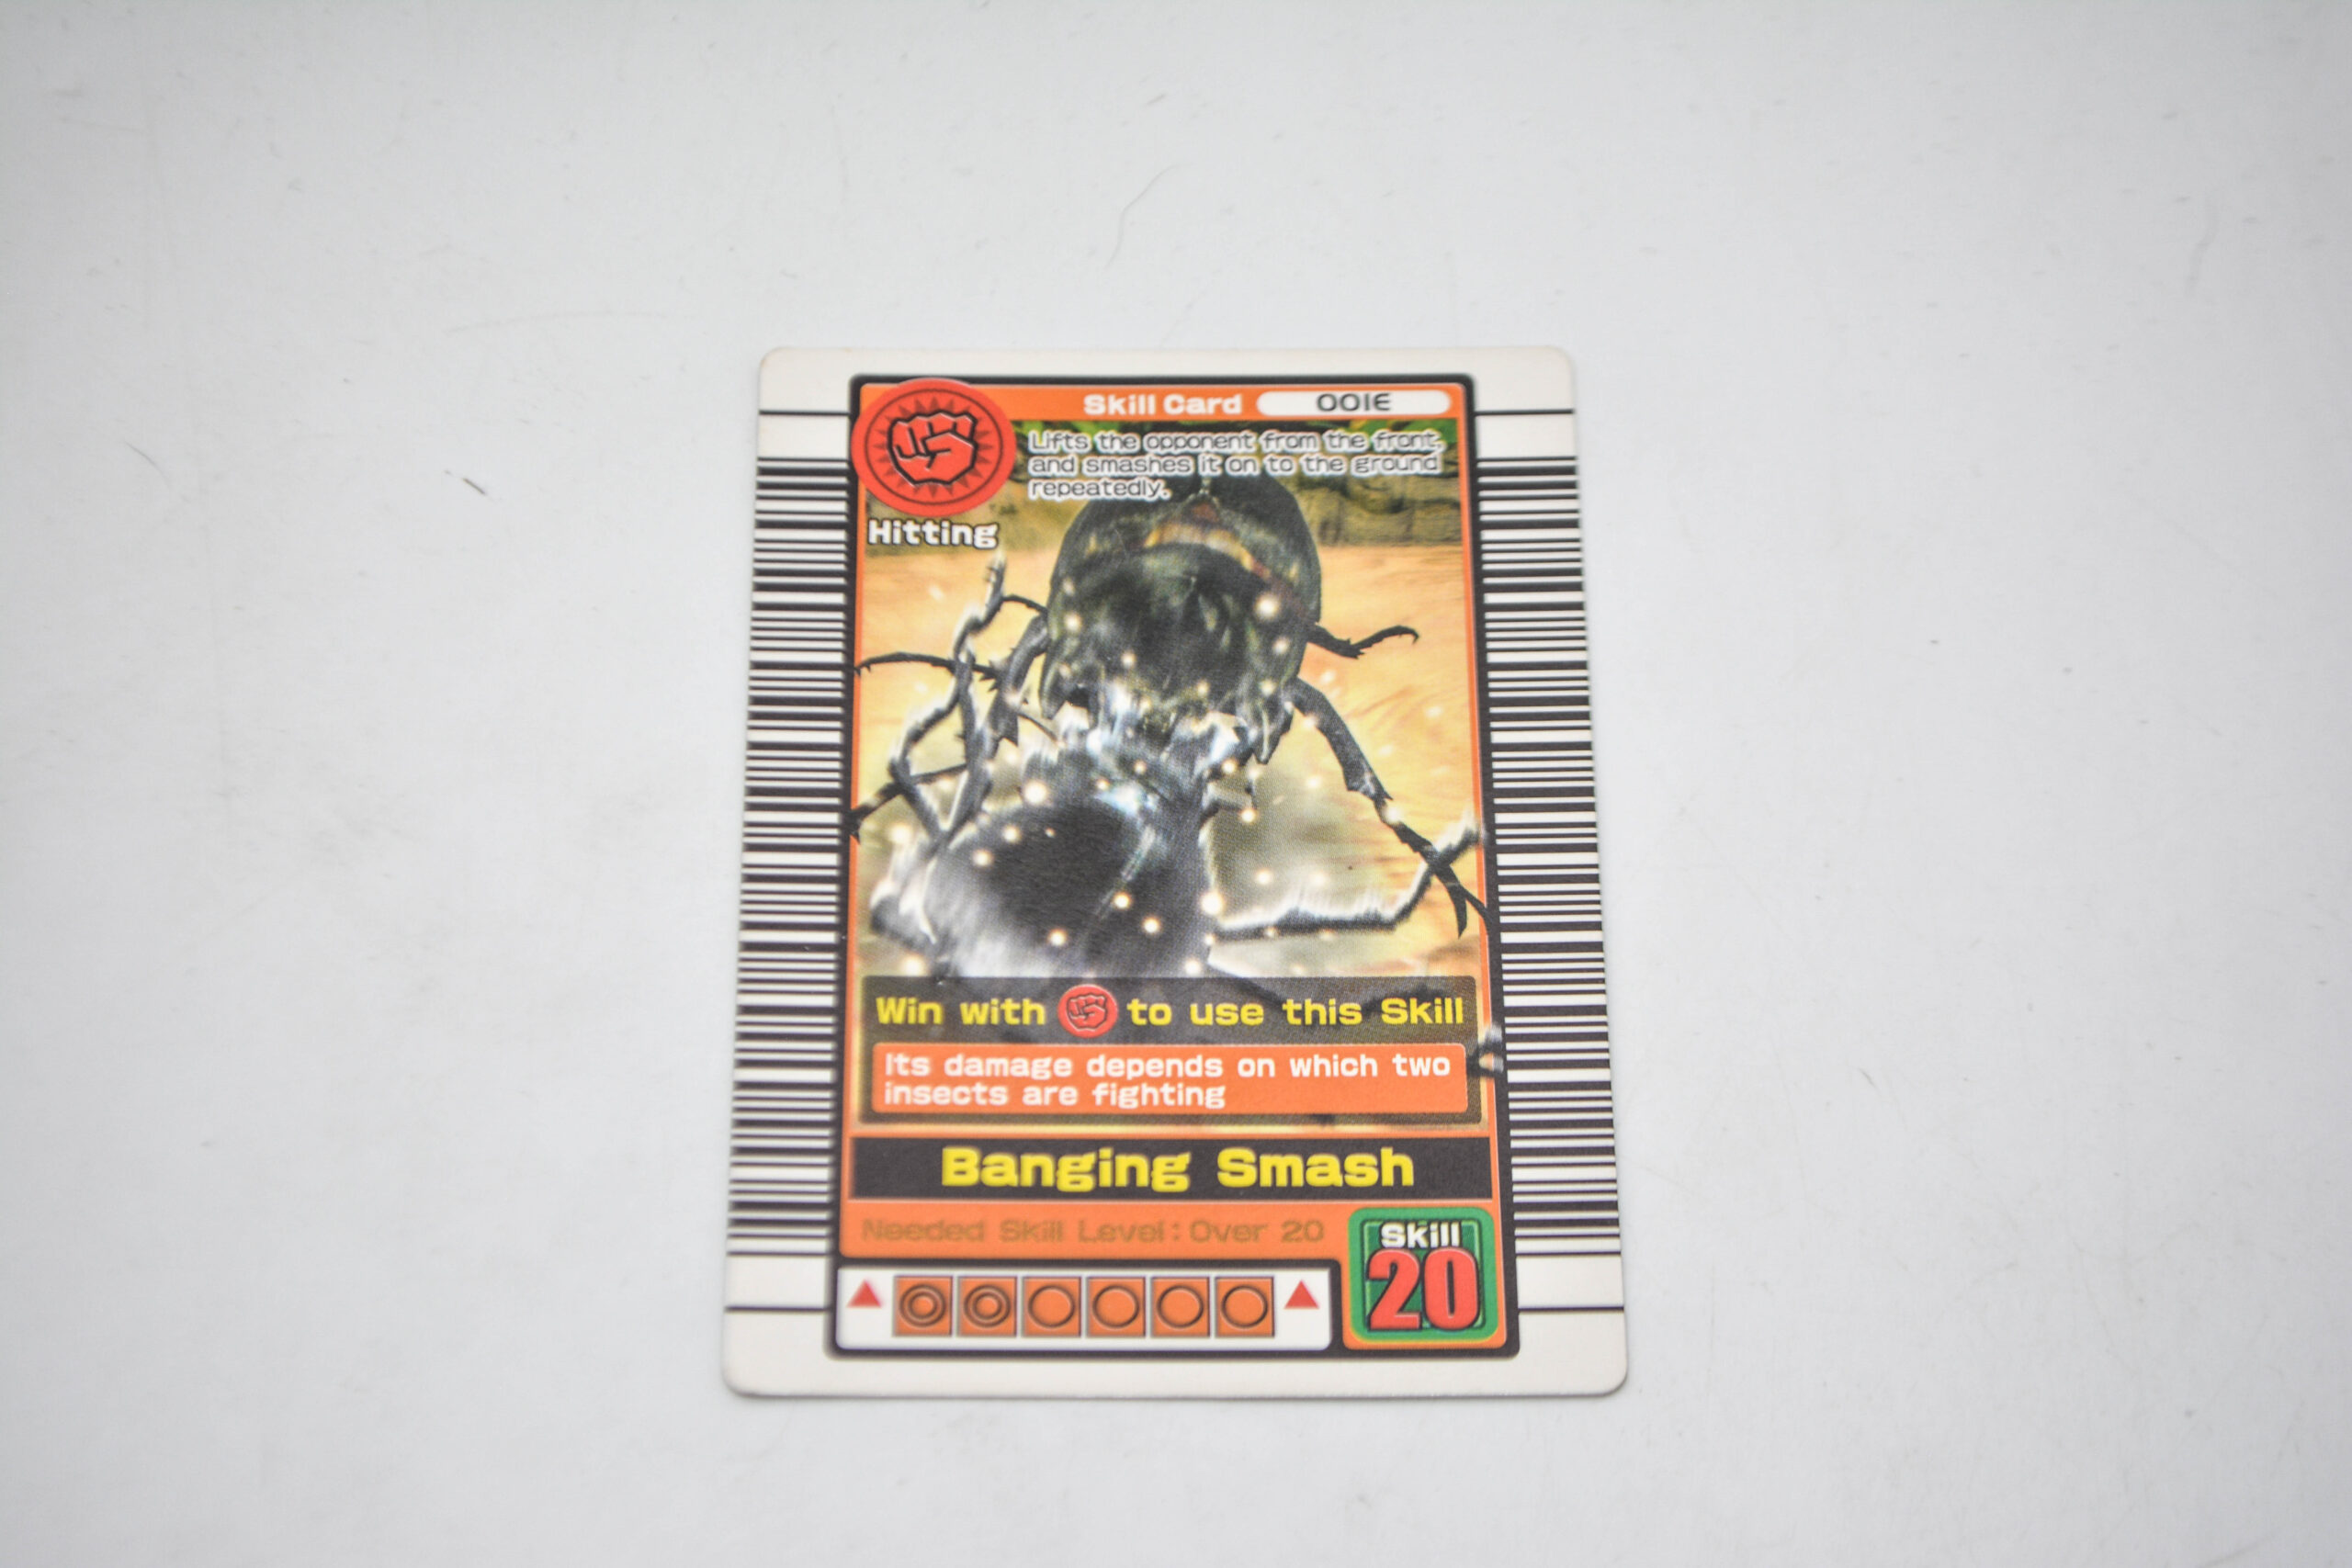 Skill Card 001E
Lifts the opponent from the front,
and smashes it on to the ground
repeatedly.
Hitting
Win with to use this Skill
Its damage depends on which two
insects are fighting
Banging Smash
Needed Skill Level: Over 20
Skill
20